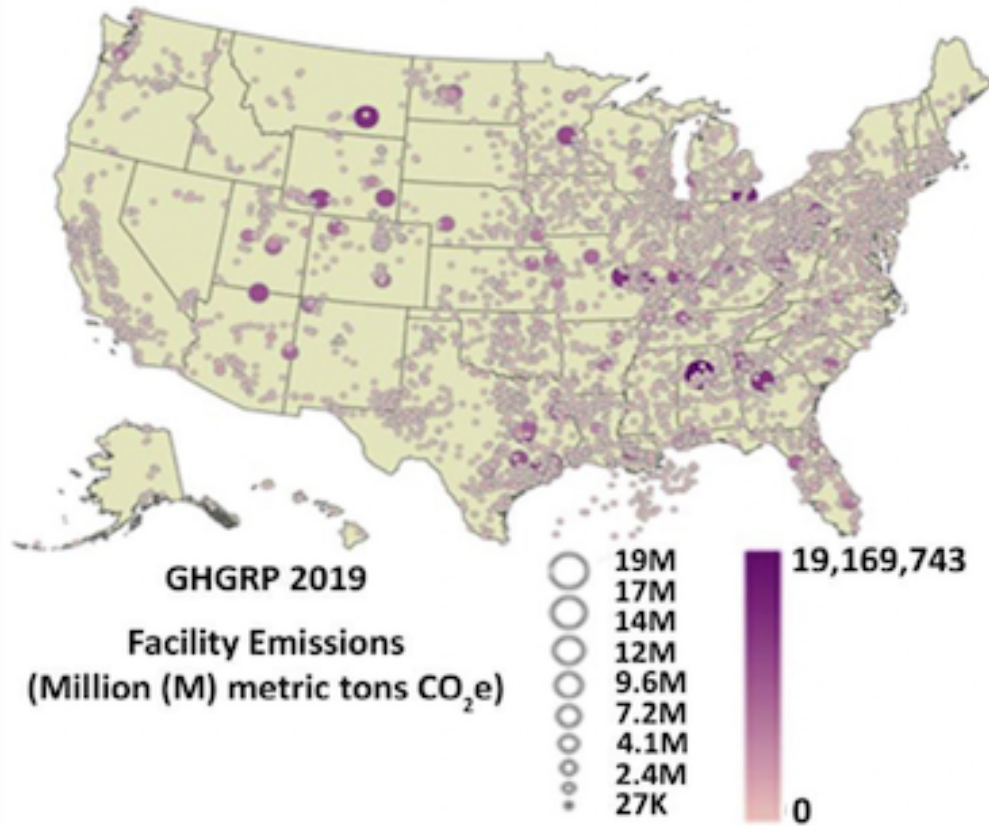 GHGRP 2019
Facility Emissions
(Million (M) metric tons CO₂e)
19M
17M
14M
12M
9.6M
7.2M
4.1M
2.4M
27K
19,169,743
0